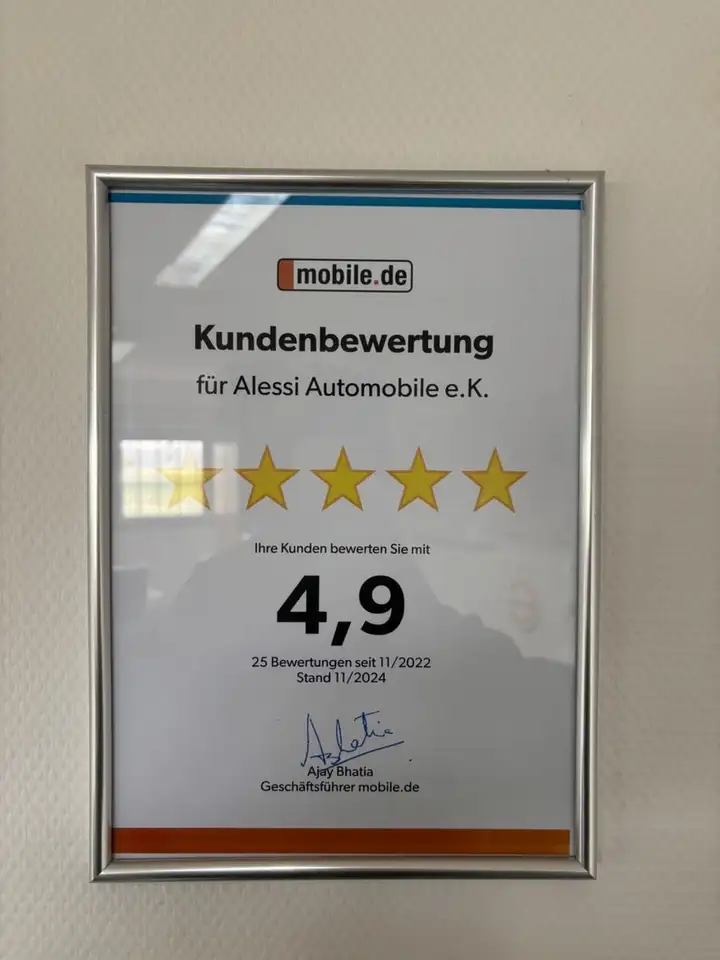 mobile.de
Kundenbewertung
für Alessi Automobile e.K.
Ihre Kunden bewerten Sie mit
4,9
25 Bewertungen seit 11/2022
Stand 11/2024
Ajay Bhatia
Geschäftsführer mobile.de